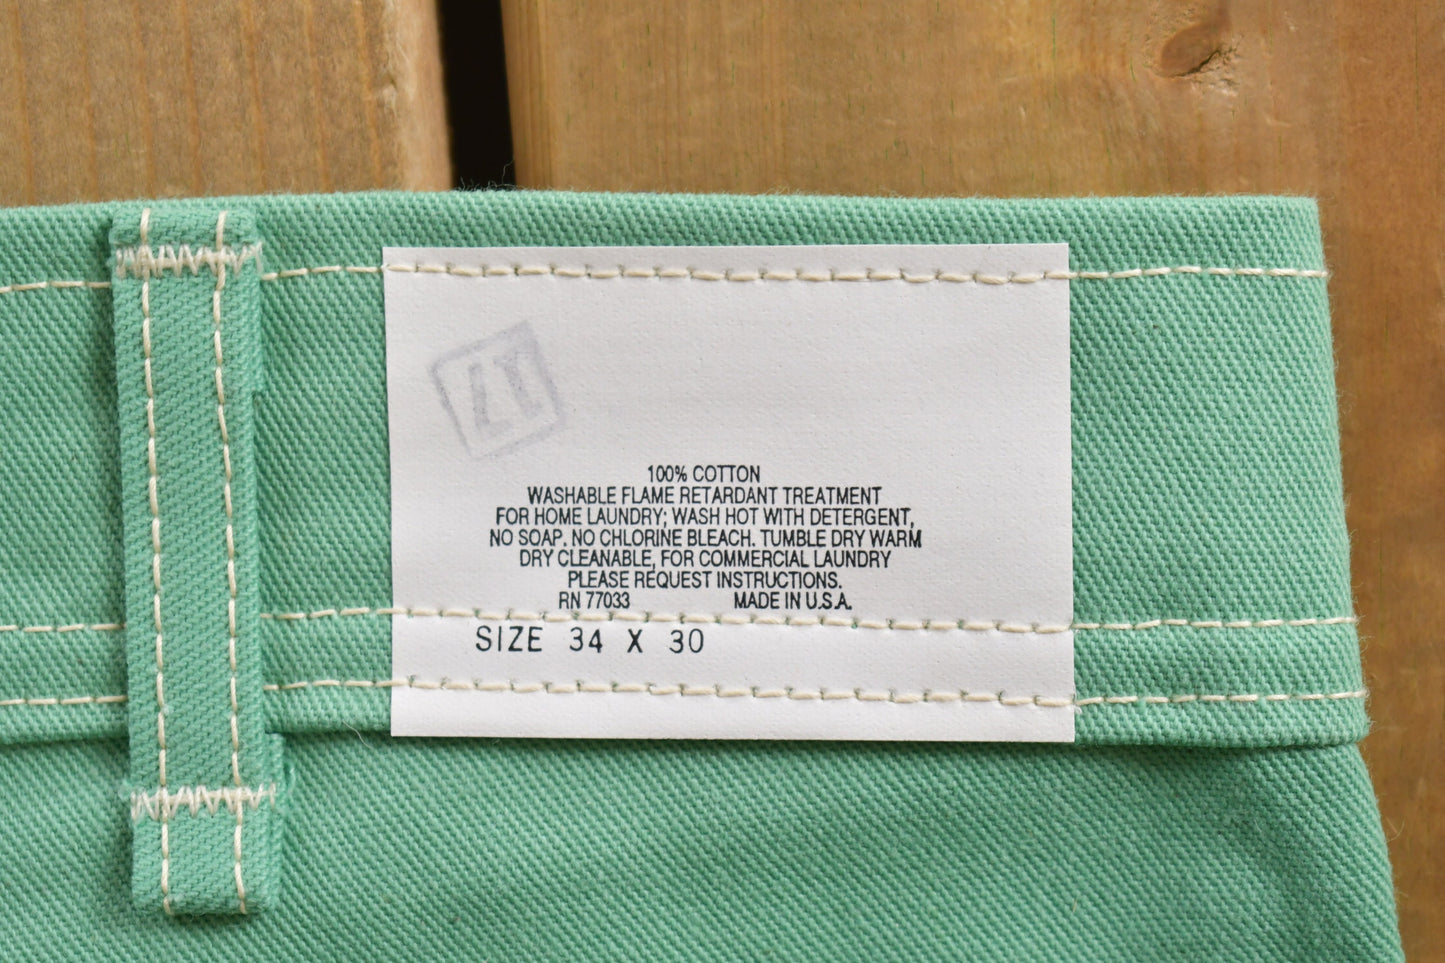 17
100% COTTON
WASHABLE FLAME RETARDANT TREATMENT
FOR HOME LAUNDRY; WASH HOT WITH DETERGENT,
NO SOAP, NO CHLORINE BLEACH. TUMBLE DRY WARM
DRY CLEANABLE, FOR COMMERCIAL LAUNDRY
PLEASE REQUEST INSTRUCTIONS.
RN 77033 MADE IN U.S.A.
SIZE 34 X 30